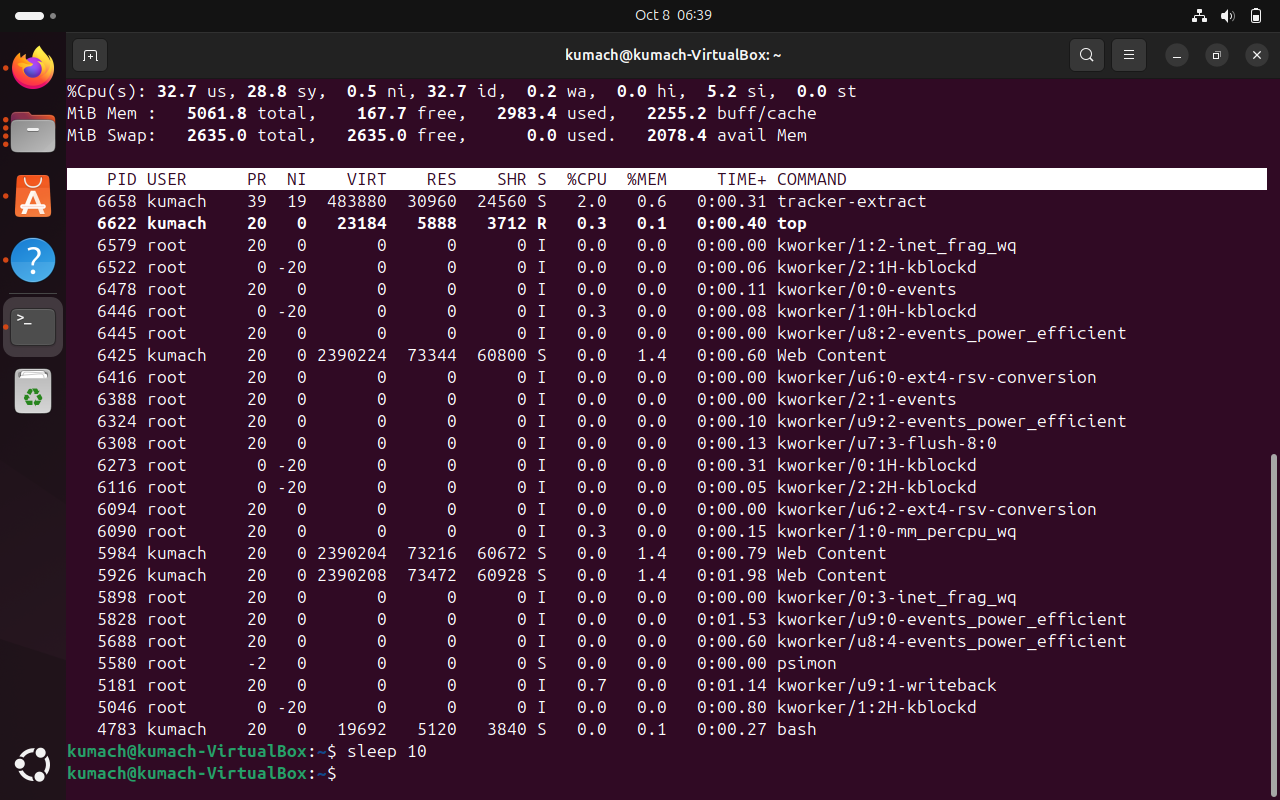 Oct 8 06:39
kumach@kumach-VirtualBox: ~
%Cpu(s): 32.7 us, 28.8 sy,  0.5 ni, 32.7 id,  0.2 wa,  0.0 hi,  5.2 si,  0.0 st
MiB Mem :   5061.8 total,    167.7 free,   2983.4 used,   2255.2 buff/cache
MiB Swap:   2635.0 total,   2635.0 free,      0.0 used.   2078.4 avail Mem
    PID USER      PR  NI    VIRT    RES    SHR S  %CPU  %MEM     TIME+ COMMAND
   6658 kumach    39  19  483880  30960  24560 S   2.0   0.6   0:00.31 tracker-extract
   6622 kumach    20   0   23184   5888   3712 R   0.3   0.1   0:00.40 top
   6579 root      20   0       0      0      0 I   0.0   0.0   0:00.00 kworker/1:2-inet_frag_wq
   6522 root       0 -20       0      0      0 I   0.0   0.0   0:00.06 kworker/2:1H-kblockd
   6478 root      20   0       0      0      0 I   0.0   0.0   0:00.11 kworker/0:0-events
   6446 root       0 -20       0      0      0 I   0.3   0.0   0:00.08 kworker/1:0H-kblockd
   6445 root      20   0       0      0      0 I   0.0   0.0   0:00.00 kworker/u8:2-events_power_efficient
   6425 kumach    20   0 2390224  73344  60800 S   0.0   1.4   0:00.60 Web Content
   6416 root      20   0       0      0      0 I   0.0   0.0   0:00.00 kworker/u6:0-ext4-rsv-conversion
   6388 root      20   0       0      0      0 I   0.0   0.0   0:00.00 kworker/2:1-events
   6324 root      20   0       0      0      0 I   0.0   0.0   0:00.10 kworker/u9:2-events_power_efficient
   6308 root      20   0       0      0      0 I   0.0   0.0   0:00.13 kworker/u7:3-flush-8:0
   6273 root       0 -20       0      0      0 I   0.0   0.0   0:00.31 kworker/0:1H-kblockd
   6116 root       0 -20       0      0      0 I   0.0   0.0   0:00.05 kworker/2:2H-kblockd
   6094 root      20   0       0      0      0 I   0.0   0.0   0:00.00 kworker/u6:2-ext4-rsv-conversion
   6090 root      20   0       0      0      0 I   0.3   0.0   0:00.15 kworker/1:0-mm_percpu_wq
   5984 kumach    20   0 2390204  73216  60672 S   0.0   1.4   0:00.79 Web Content
   5926 kumach    20   0 2390208  73472  60928 S   0.0   1.4   0:01.98 Web Content
   5898 root      20   0       0      0      0 I   0.0   0.0   0:00.00 kworker/0:3-inet_frag_wq
   5828 root      20   0       0      0      0 I   0.0   0.0   0:01.53 kworker/u9:0-events_power_efficient
   5688 root      20   0       0      0      0 I   0.0   0.0   0:00.60 kworker/u8:4-events_power_efficient
   5580 root      -2   0       0      0      0 S   0.0   0.0   0:00.00 psimon
   5181 root      20   0       0      0      0 I   0.7   0.0   0:01.14 kworker/u9:1-writeback
   5046 root       0 -20       0      0      0 I   0.0   0.0   0:00.80 kworker/1:2H-kblockd
   4783 kumach    20   0   19692   5120   3840 S   0.0   0.1   0:00.27 bash
kumach@kumach-VirtualBox:~$ sleep 10
kumach@kumach-VirtualBox:~$